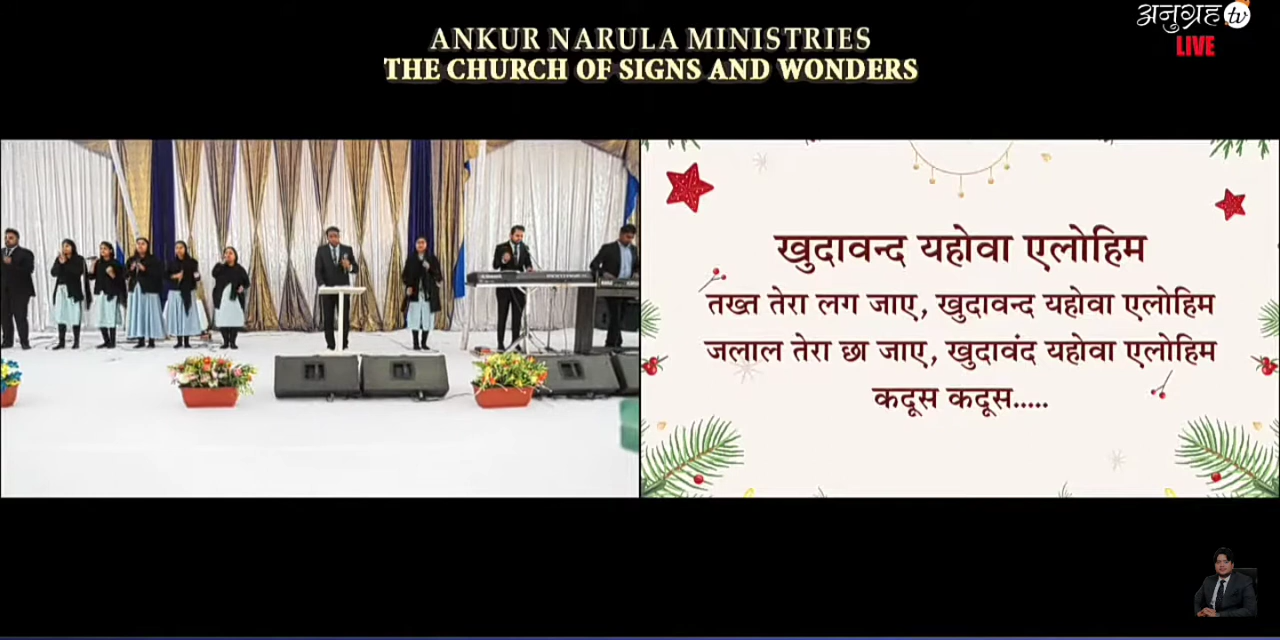 ANKUR NARULA MINISTRIES
THE CHURCH OF SIGNS AND WONDERS
अनुग्रह tv
LIVE
खुदावन्द यहोवा एलोहिम
तख्त तेरा लग जाए, खुदावन्द यहोवा एलोहिम
जलाल तेरा छा जाए, खुदावंद यहोवा एलोहिम
कदूस कदूस.....